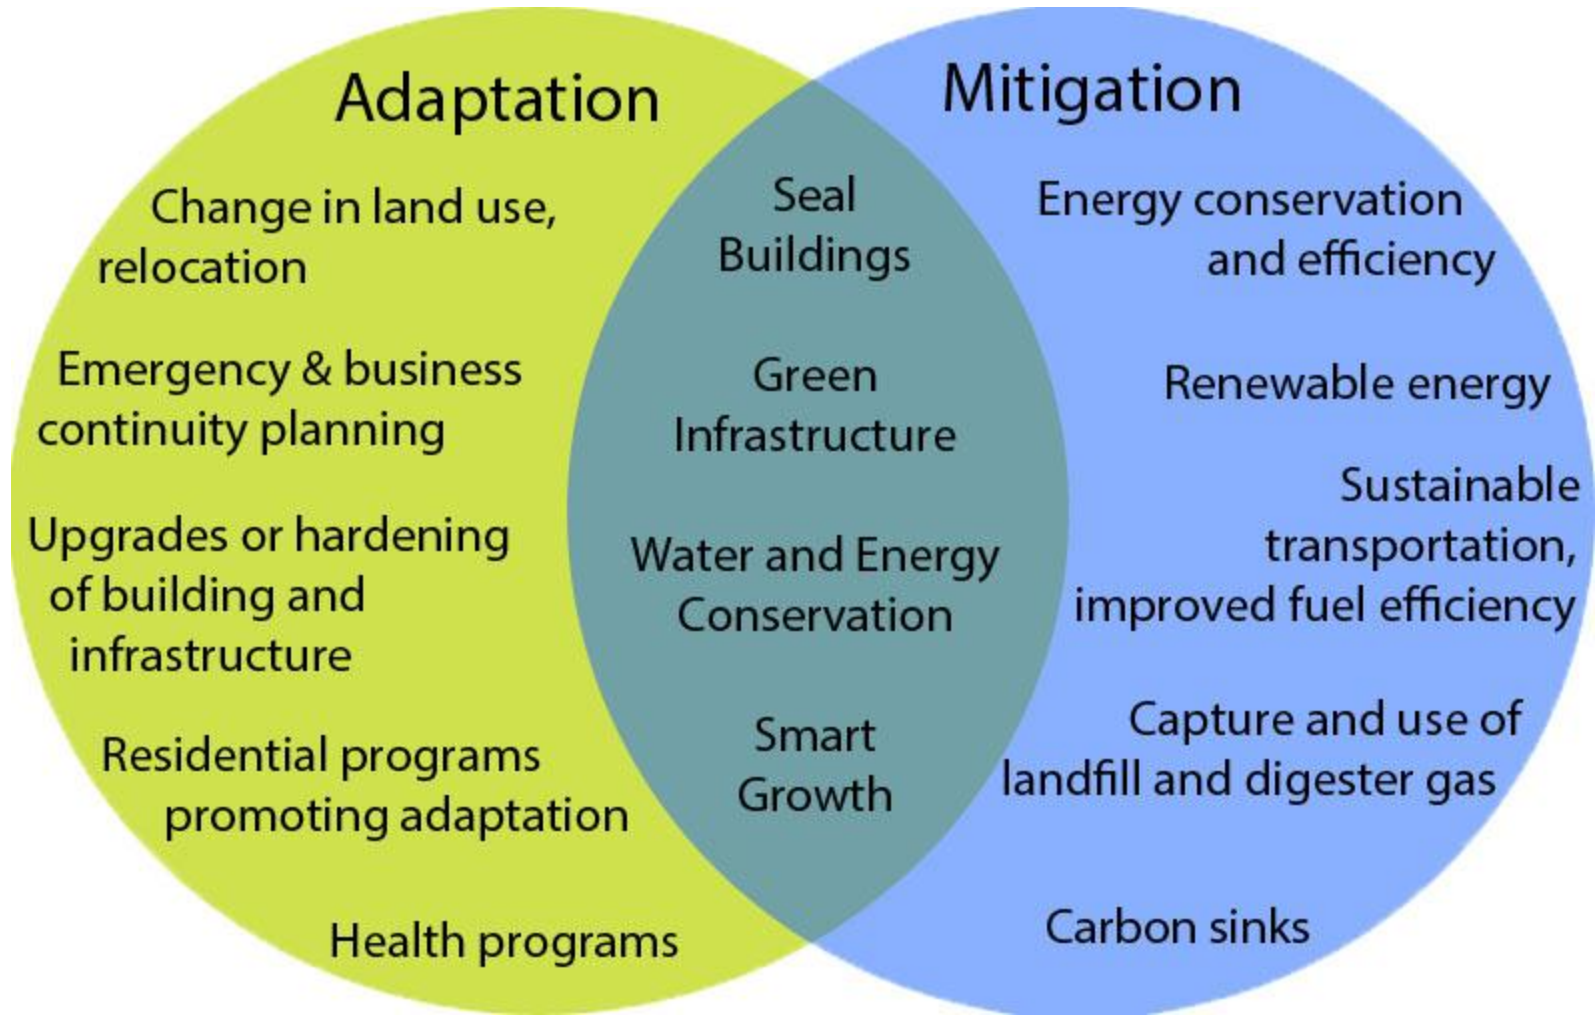 Adaptation
Change in land use,
relocation
Emergency & business
continuity planning
Upgrades or hardening
of building and
infrastructure
Residential programs
promoting adaptation
Health programs
Seal
Buildings
Green
Infrastructure
Water and Energy
Conservation
Smart
Growth
Mitigation
Energy conservation
and efficiency
Renewable energy
Sustainable
transportation,
improved fuel efficiency
Capture and use of
landfill and digester gas
Carbon sinks